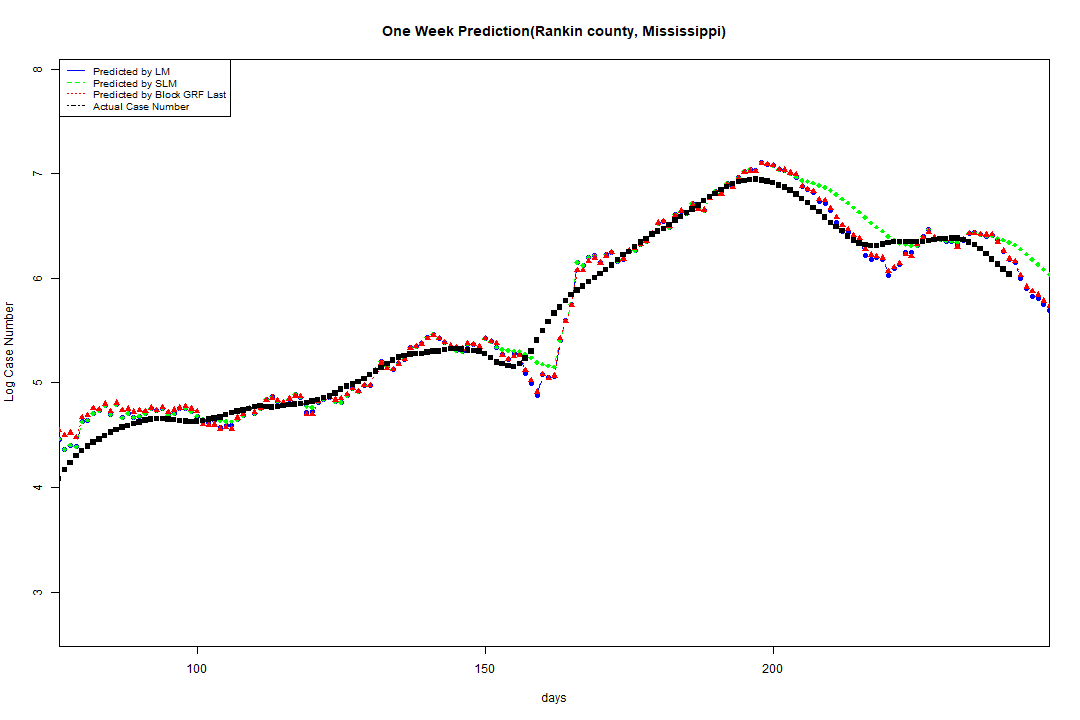 One Week Prediction(Rankin county, Mississippi)
Predicted by LM
Predicted by SLM
Predicted by Block GRF Last
Actual Case Number
8
7
6
5
4
3
Log Case Number
100 150 200
days